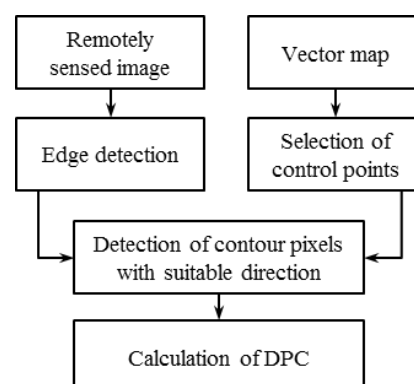 Remotely
sensed image
Vector map
Edge detection
Selection of
control points
Detection of contour pixels
with suitable direction
Calculation of DPC